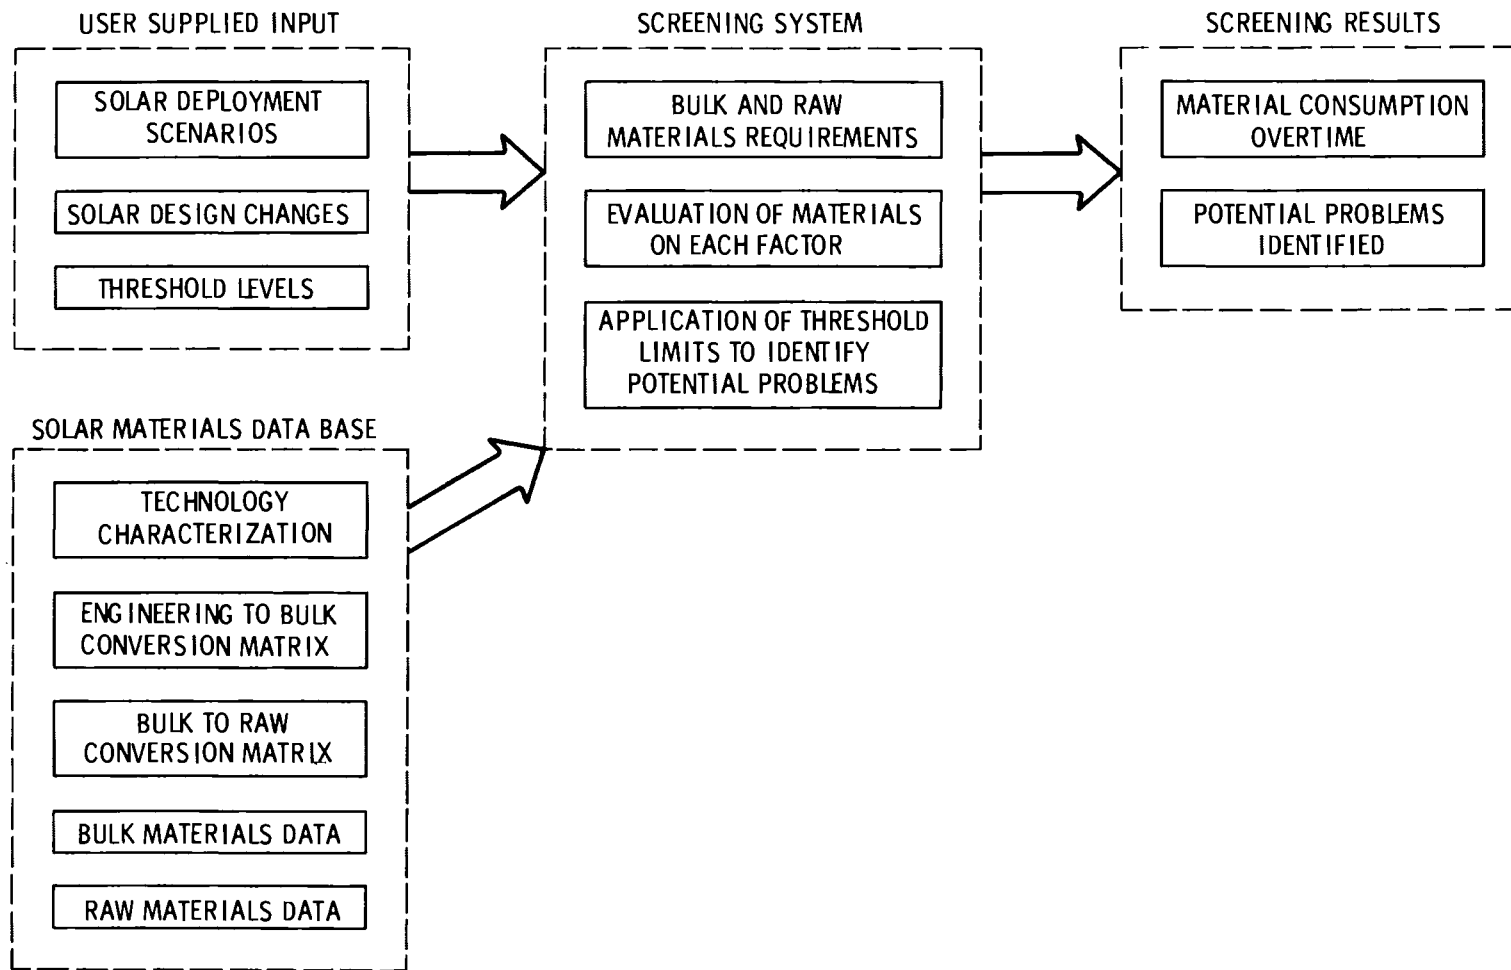 USER SUPPLIED INPUT
SOLAR DEPLOYMENT
SCENARIOS
SOLAR DESIGN CHANGES
THRESHOLD LEVELS
SOLAR MATERIALS DATA BASE
TECHNOLOGY
CHARACTERIZATION
ENGINEERING TO BULK
CONVERSION MATRIX
BULK TO RAW
CONVERSION MATRIX
BULK MATERIALS DATA
RAW MATERIALS DATA
SCREENING SYSTEM
BULK AND RAW
MATERIALS REQUIREMENTS
EVALUATION OF MATERIALS
ON EACH FACTOR
APPLICATION OF THRESHOLD
LIMITS TO IDENTIFY
POTENTIAL PROBLEMS
SCREENING RESULTS
MATERIAL CONSUMPTION
OVERTIME
POTENTIAL PROBLEMS
IDENTIFIED